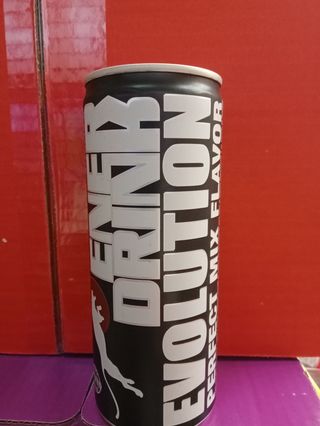 ENER
DRINK
EVOLUTION
PERFECT MIX FLAVOR